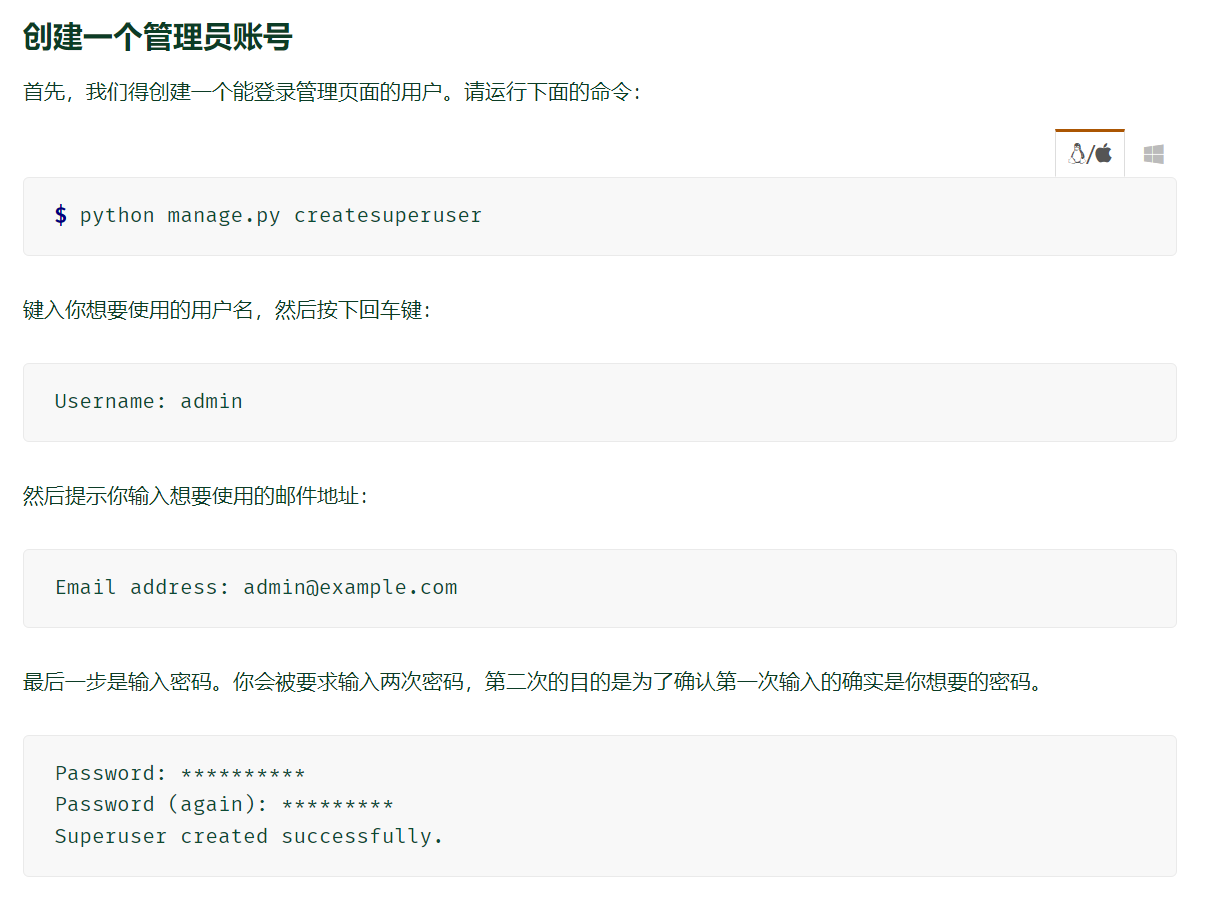 创建一个管理员账号
首先，我们得创建一个能登录管理页面的用户。请运行下面的命令：
/
$ python manage.py createsuperuser
键入你想要使用的用户名，然后按下回车键：
Username: admin
然后提示你输入想要使用的邮件地址：
Email address: admin@example.com
最后一步是输入密码。你会被要求输入两次密码，第二次的目的是为了确认第一次输入的确实是你想要的密码。
Password: **********
Password (again): *********
Superuser created successfully.